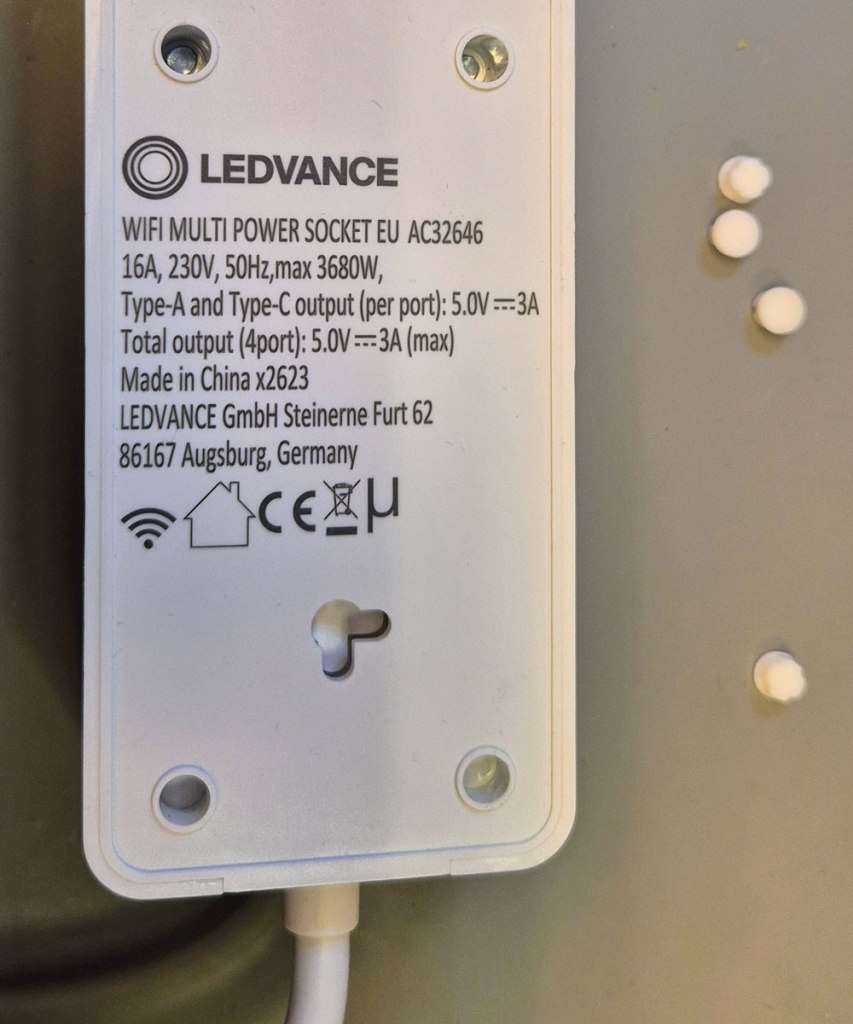 LEDVANCE
WIFI MULTI POWER SOCKET EU AC32646
16A, 230V, 50Hz,max 3680W,
Type-A and Type-C output (per port): 5.0V⎓3A
Total output (4port): 5.0V⎓3A (max)
Made in China x2623
LEDVANCE GmbH Steinerne Furt 62
86167 Augsburg, Germany
CE µ